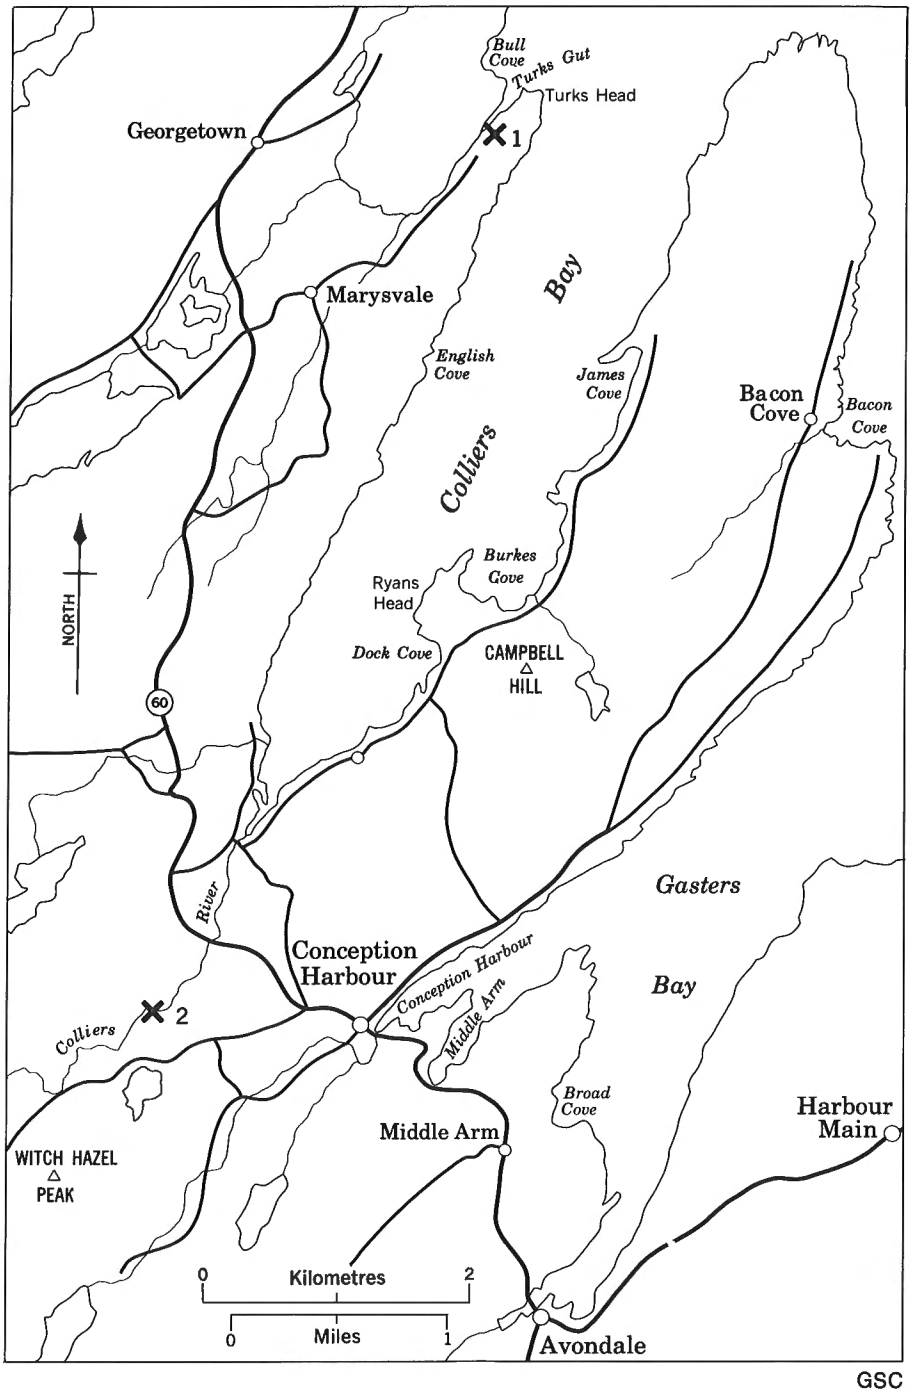 Bull
Cove
Turks Gut
Turks Head
Georgetown
1
Bay
Marysvale
English
Cove
James
Cove
Bacon
Cove
Bacon
Cove
Colliers
Burkes
Cove
Ryans
Head
NORTH
Dock Cove
CAMPBELL
HILL
60
River
Gasters
Conception
Harbour
Conception Harbour
Bay
Middle Arm
2
Colliers
Broad
Cove
Harbour
Main
Middle Arm
WITCH HAZEL
PEAK
0 Kilometres 2
0 Miles 1
Avondale
GSC